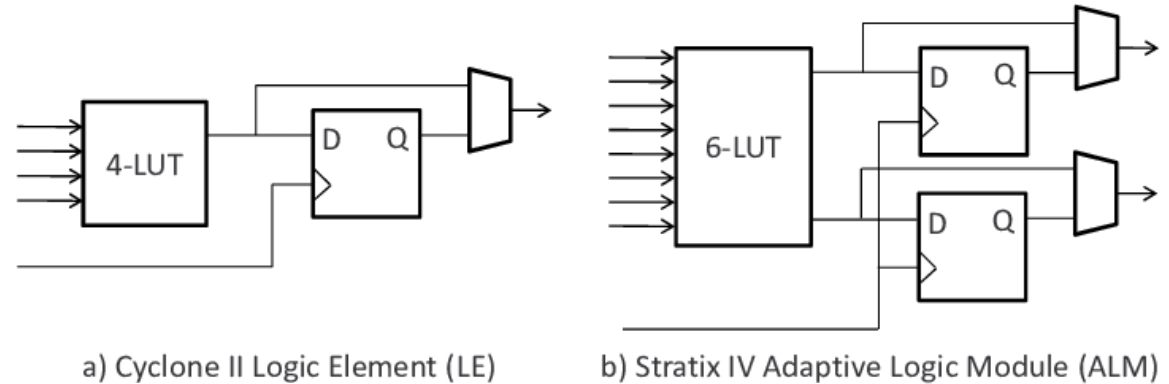 4-LUT
D
Q
6-LUT
D
Q
D
Q
a) Cyclone II Logic Element (LE)
b) Stratix IV Adaptive Logic Module (ALM)